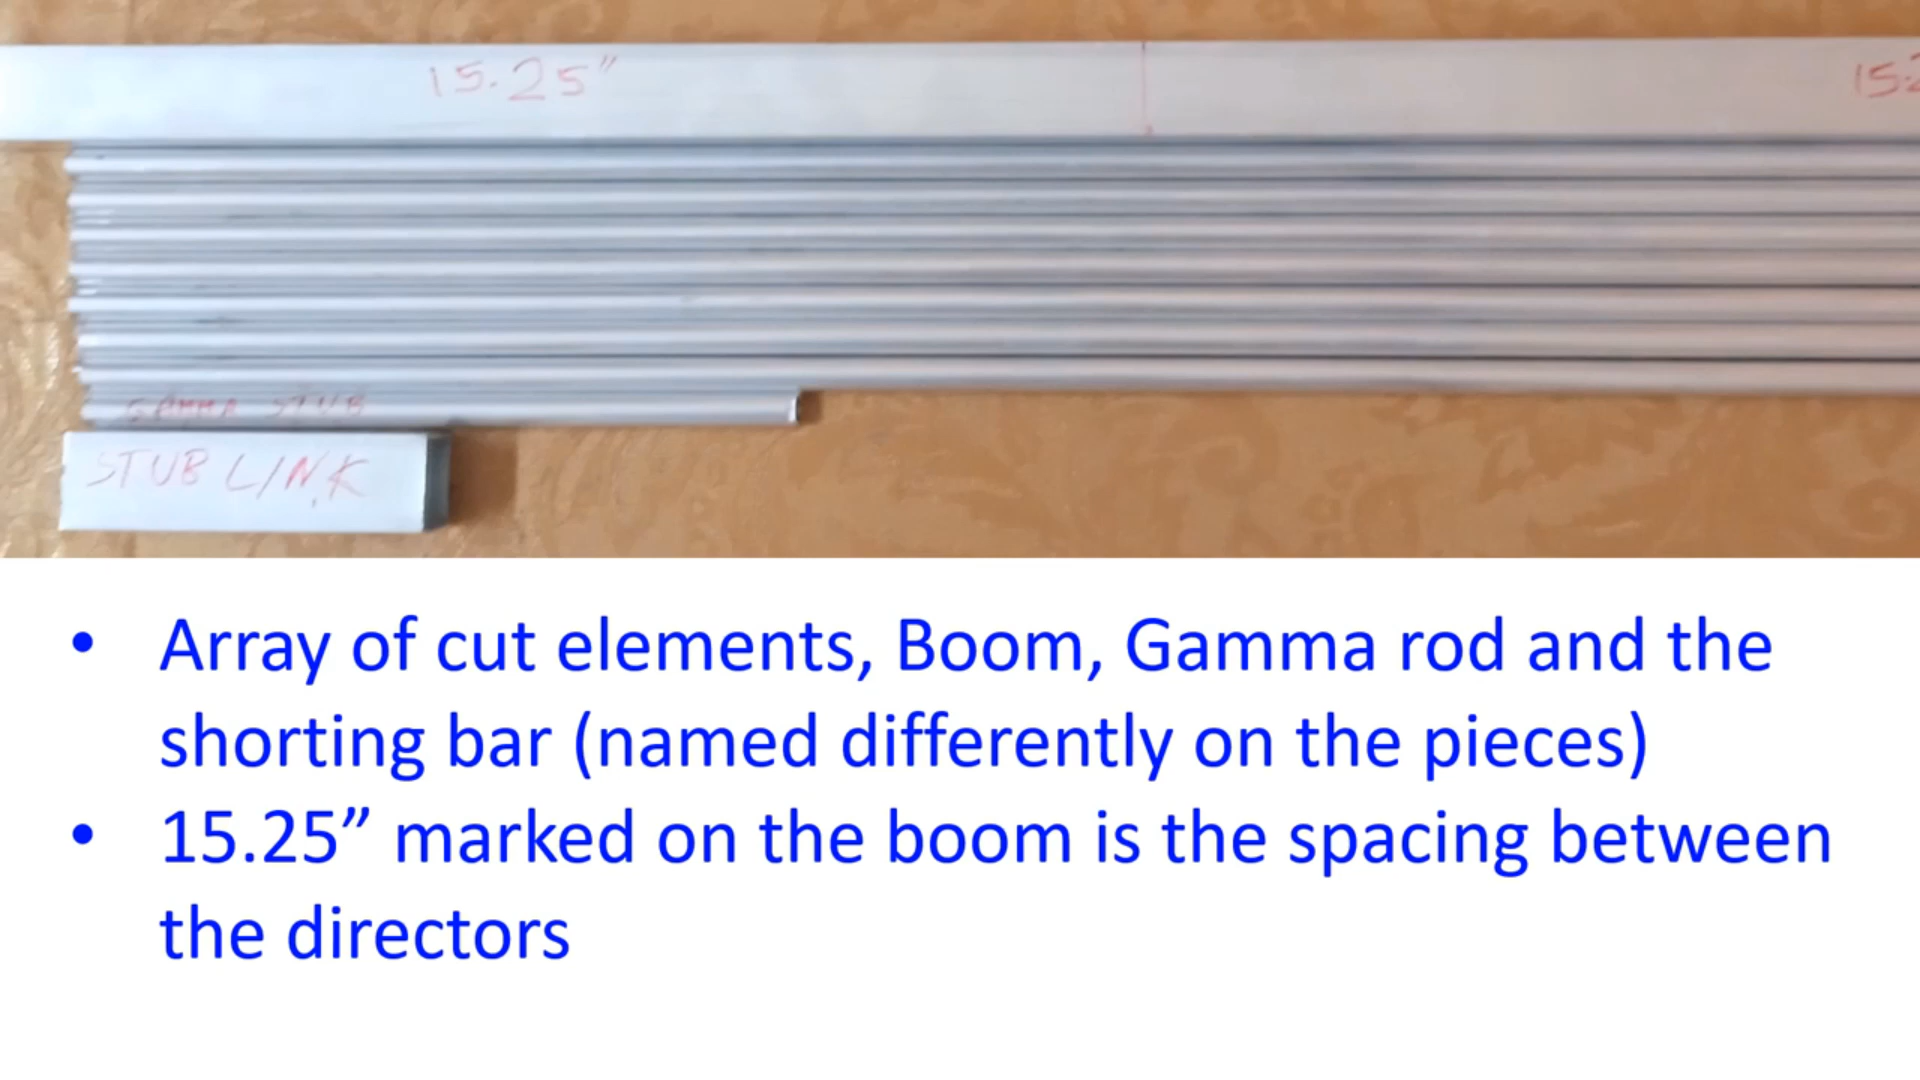 15.25” 15.2
GAMMA STUB
STUB LINK
• Array of cut elements, Boom, Gamma rod and the
shorting bar (named differently on the pieces)
• 15.25” marked on the boom is the spacing between
the directors